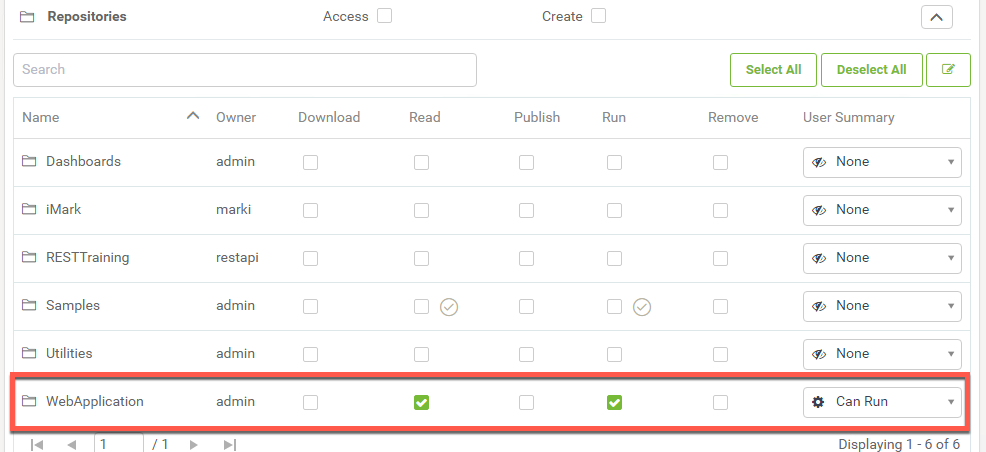 Repositories Access Create
Search Select All Deselect All
Name Owner Download Read Publish Run Remove User Summary
Dashboards admin None
iMark marki None
RESTTraining restapi None
Samples admin None
Utilities admin None
WebApplication admin Can Run
1 / 1 Displaying 1 - 6 of 6